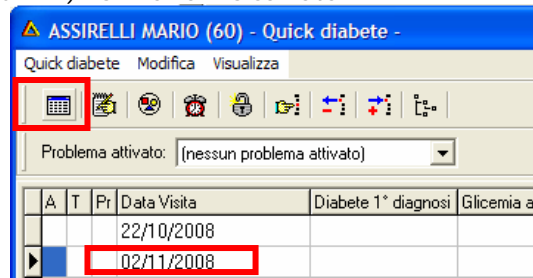 ASSIRELLI MARIO (60) - Quick diabete -
Quick diabete Modifica Visualizza
Problema attivato: (nessun problema attivato)
A T Pr Data Visita Diabete 1° diagnosi Glicemia a
22/10/2008
02/11/2008